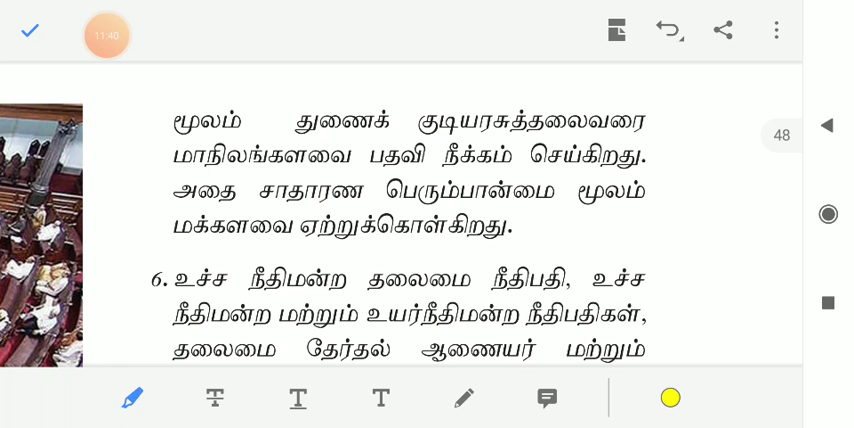 11:40
48
மூலம் துணைக் குடியரசுத்தலைவரை
மாநிலங்களவை பதவி நீக்கம் செய்கிறது.
அதை சாதாரண பெரும்பான்மை மூலம்
மக்களவை ஏற்றுக்கொள்கிறது.
6. உச்ச நீதிமன்ற தலைமை நீதிபதி, உச்ச
நீதிமன்ற மற்றும் உயர்நீதிமன்ற நீதிபதிகள்,
தலைமை தேர்தல் ஆணையர் மற்றும்